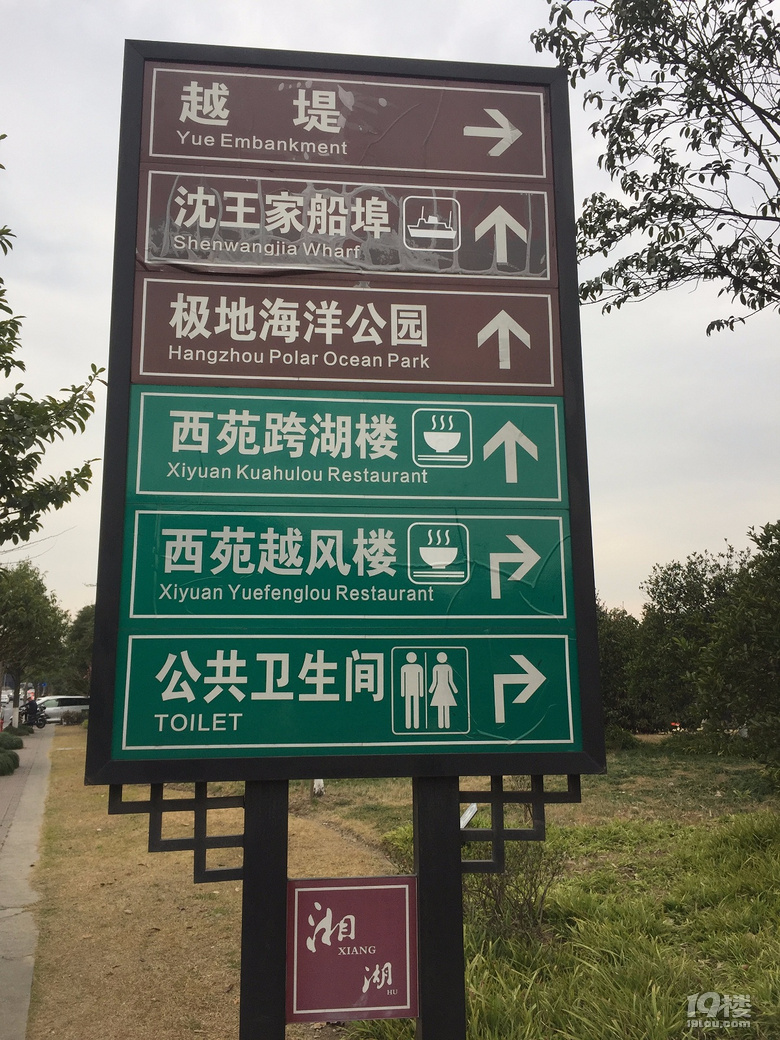 越 堤
Yue Embankment
沈王家船埠
Shenwangjia Wharf
极地海洋公园
Hangzhou Polar Ocean Park
西苑跨湖楼
Xiyuan Kuahulou Restaurant
西苑越风楼
Xiyuan Yuefenglou Restaurant
公共卫生间
TOILET
湘
XIANG
湖
HU
19楼
19lou.com